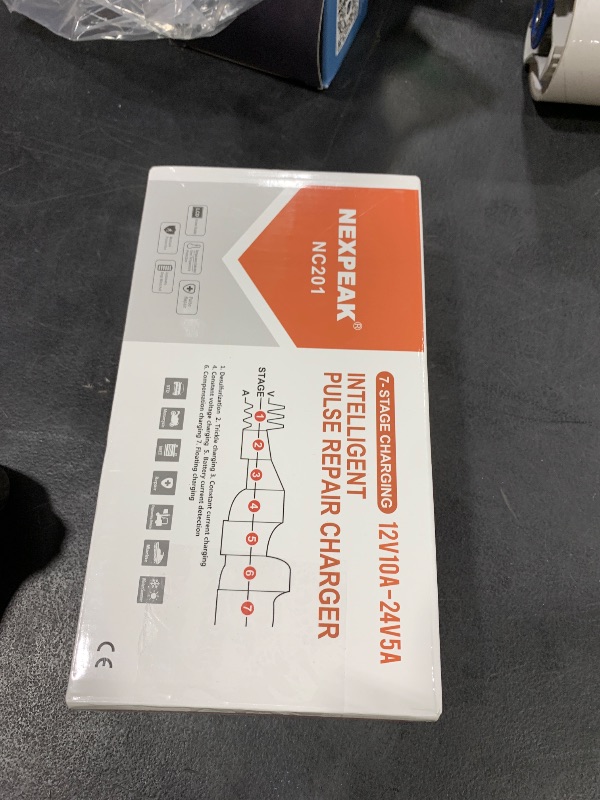 NEXPEAK®
NC201
7-STAGE CHARGING 12V10A-24V5A
INTELLIGENT
PULSE REPAIR CHARGER
V
STAGE 1 2 3 4 5 6 7
A
1. Desulfurization 2. Trickle charging 3. Constant current charging
4. Constant voltage charging 5. Battery current detection
6. Compensation charging 7. Floating charging
CE